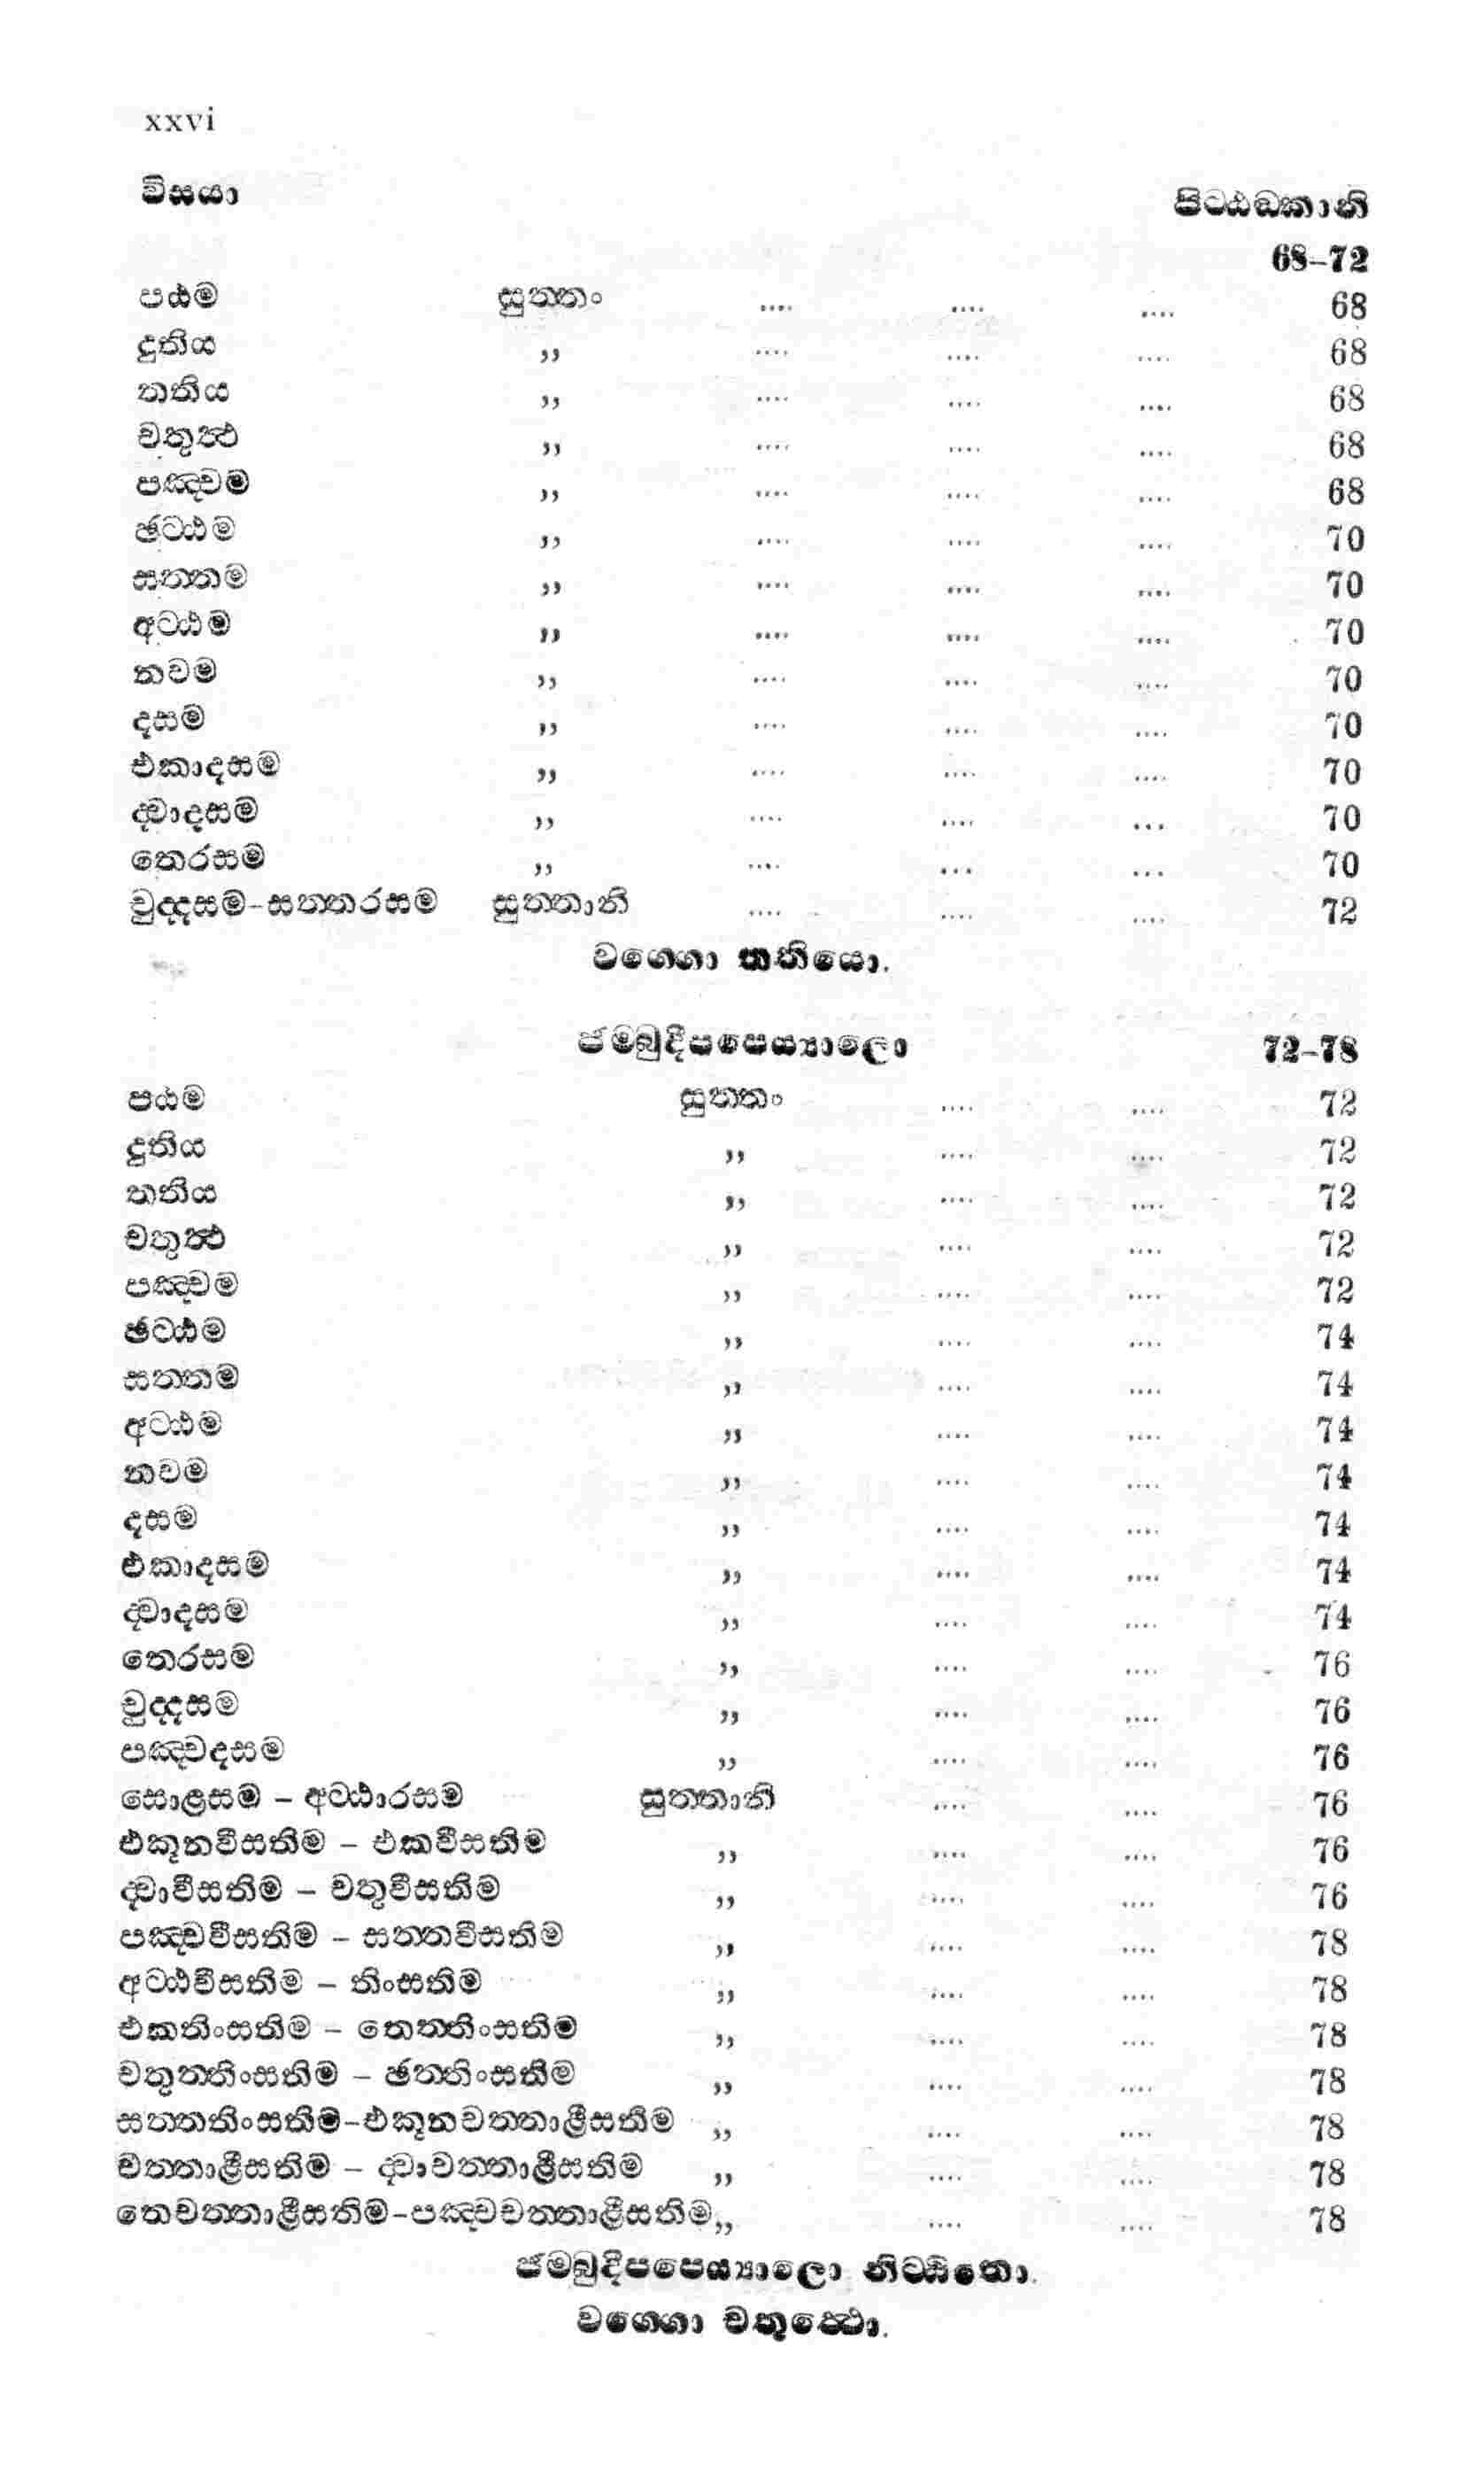 xxvi
විසයා පිට්ඨඞ්කානි
68–72
පඨම සුත්තං .... .... .... 68
දුතිය ,, .... .... .... 68
තතිය ,, .... .... .... 68
චතුත්‍ථ ,, .... .... .... 68
පඤ්චම ,, .... .... .... 68
ඡට්ඨම ,, .... .... .... 70
සත්තම ,, .... .... .... 70
අට්ඨම ,, .... .... .... 70
නවම ,, .... .... .... 70
දසම ,, .... .... .... 70
එකාදසම ,, .... .... .... 70
ද්‍වාදසම ,, .... .... ... 70
තෙරසම ,, .... .... ... 70
චුද්දසම-සත්තරසම සුත්තානි .... .... .... 72
වග්ගො තතියො.
ජම්බුදීපපෙය්‍යාලො 72–78
පඨම සුත්තං .... .... 72
දුතිය ,, .... .... 72
තතිය ,, .... .... 72
චතුත්‍ථ ,, .... .... 72
පඤ්චම ,, .... .... 72
ඡට්ඨම ,, .... .... 74
සත්තම ,, .... .... 74
අට්ඨම ,, .... .... 74
නවම ,, .... .... 74
දසම ,, .... .... 74
එකාදසම ,, .... .... 74
ද්‍වාදසම ,, .... .... 74
තෙරසම ,, .... .... 76
චුද්දසම ,, .... .... 76
පඤ්චදසම ,, .... .... 76
සොළසම – අට්ඨාරසම සුත්තානි .... .... 76
එකූනවීසතිම – එකවීසතිම ,, .... .... 76
ද්‍වාවීසතිම – චතුවීසතිම ,, .... .... 76
පඤ්චවීසතිම – සත්තවීසතිම ,, .... .... 78
අට්ඨවීසතිම – තිංසතිම ,, .... .... 78
එකතිංසතිම – තෙත්තිංසතිම ,, .... .... 78
චතුත්තිංසතිම – ඡත්තිංසතිම ,, .... .... 78
සත්තතිංසතිම-එකූනචත්තාළීසතිම ,, .... .... 78
චත්තාළීසතිම – ද්‍වාචත්තාළීසතිම ,, .... .... 78
තෙචත්තාළීසතිම-පඤ්චචත්තාළීසතිම,, .... .... 78
ජම්බුදීපපෙය්‍යාලො නිට්ඨිතො.
වග්ගො චතුත්‍ථො.